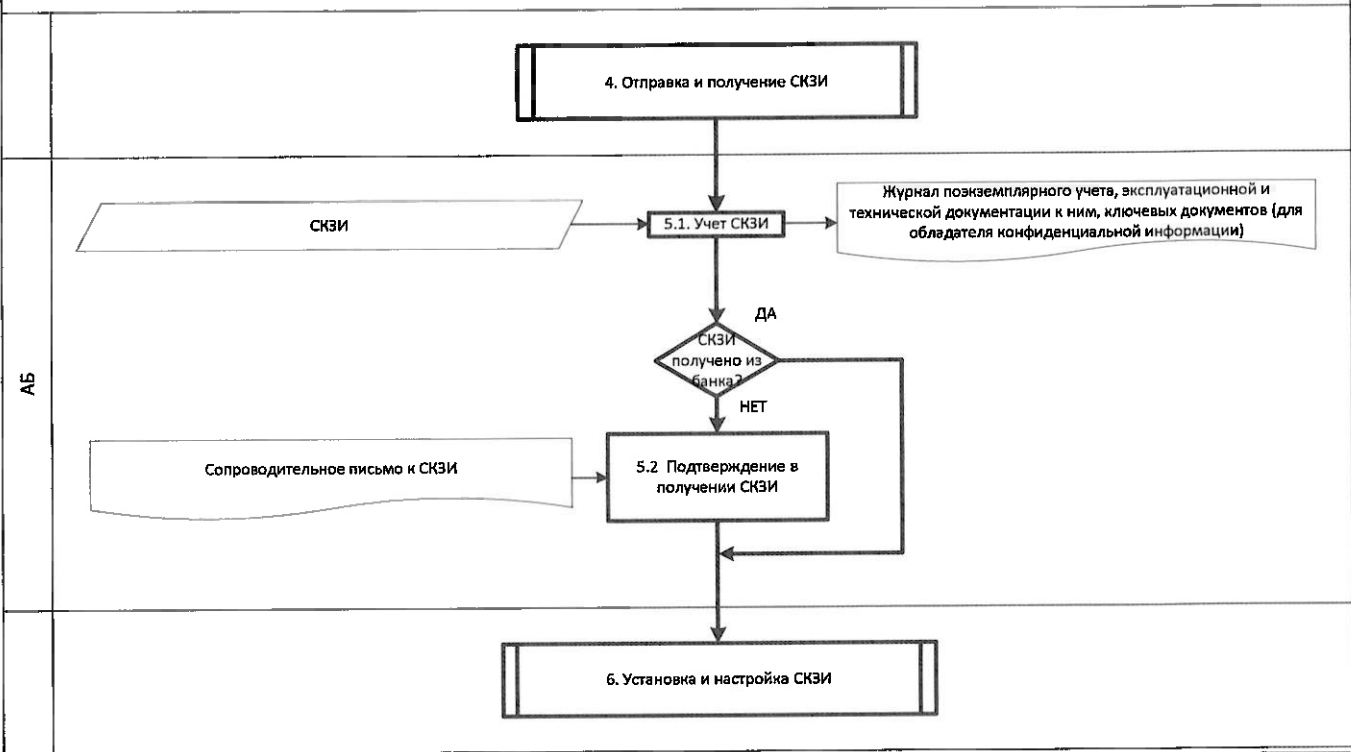 4. Отправка и получение СКЗИ
СКЗИ
5.1. Учет СКЗИ
Журнал поэкземплярного учета, эксплуатационной и
технической документации к ним, ключевых документов (для
обладателя конфиденциальной информации)
ДА
СКЗИ
получено из
банка?
НЕТ
АБ
Сопроводительное письмо к СКЗИ
5.2 Подтверждение в
получении СКЗИ
6. Установка и настройка СКЗИ